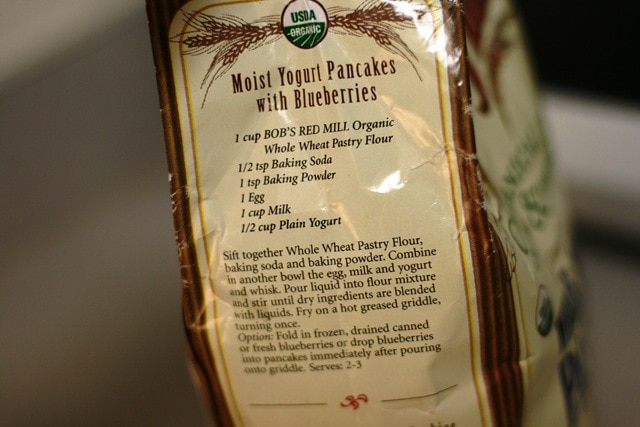 USDA
ORGANIC
Moist Yogurt Pancakes
with Blueberries
1 cup BOB'S RED MILL Organic
Whole Wheat Pastry Flour
1/2 tsp Baking Soda
1 tsp Baking Powder
1 Egg
1 cup Milk
1/2 cup Plain Yogurt
Sift together Whole Wheat Pastry Flour,
baking soda and baking powder. Combine
in another bowl the egg, milk and yogurt
and whisk. Pour liquid into flour mixture
and stir until dry ingredients are blended
with liquids. Fry on a hot greased griddle,
turning once.
Option: Fold in frozen, drained canned
or fresh blueberries or drop blueberries
into pancakes immediately after pouring
onto griddle. Serves: 2-3